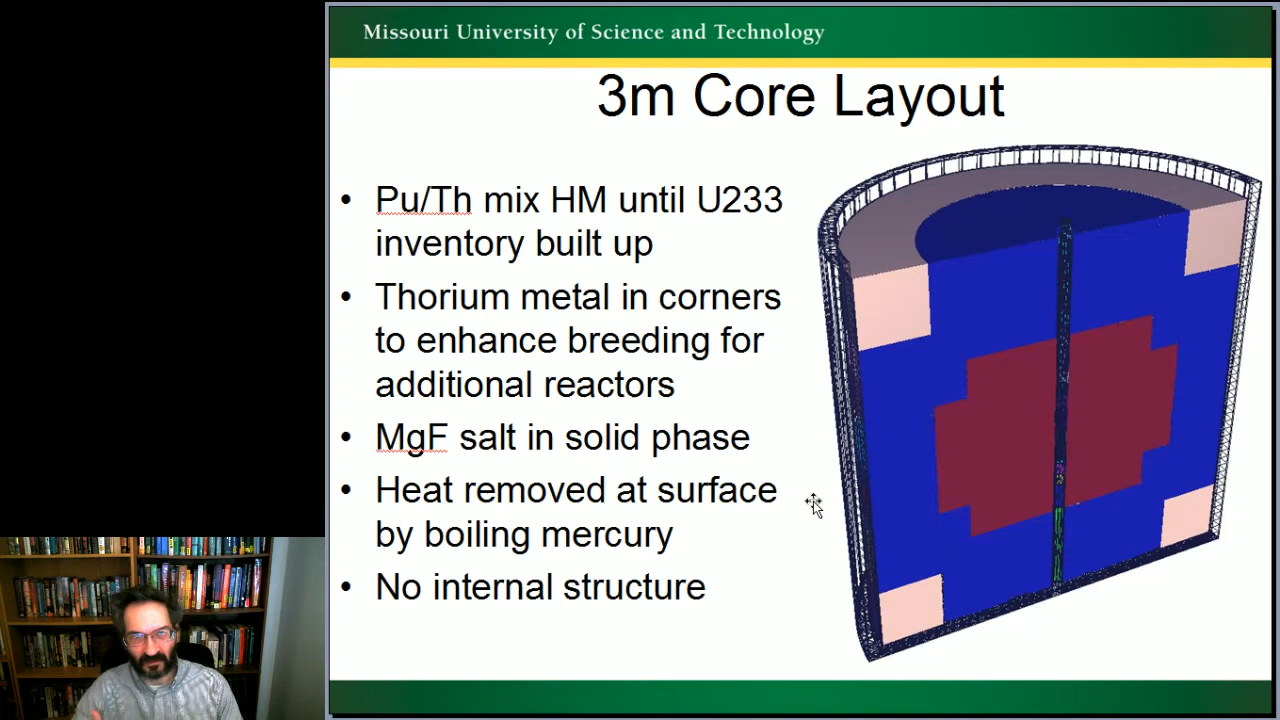 Missouri University of Science and Technology
3m Core Layout
• Pu/Th mix HM until U233
inventory built up
• Thorium metal in corners
to enhance breeding for
additional reactors
• MgF salt in solid phase
• Heat removed at surface
by boiling mercury
• No internal structure